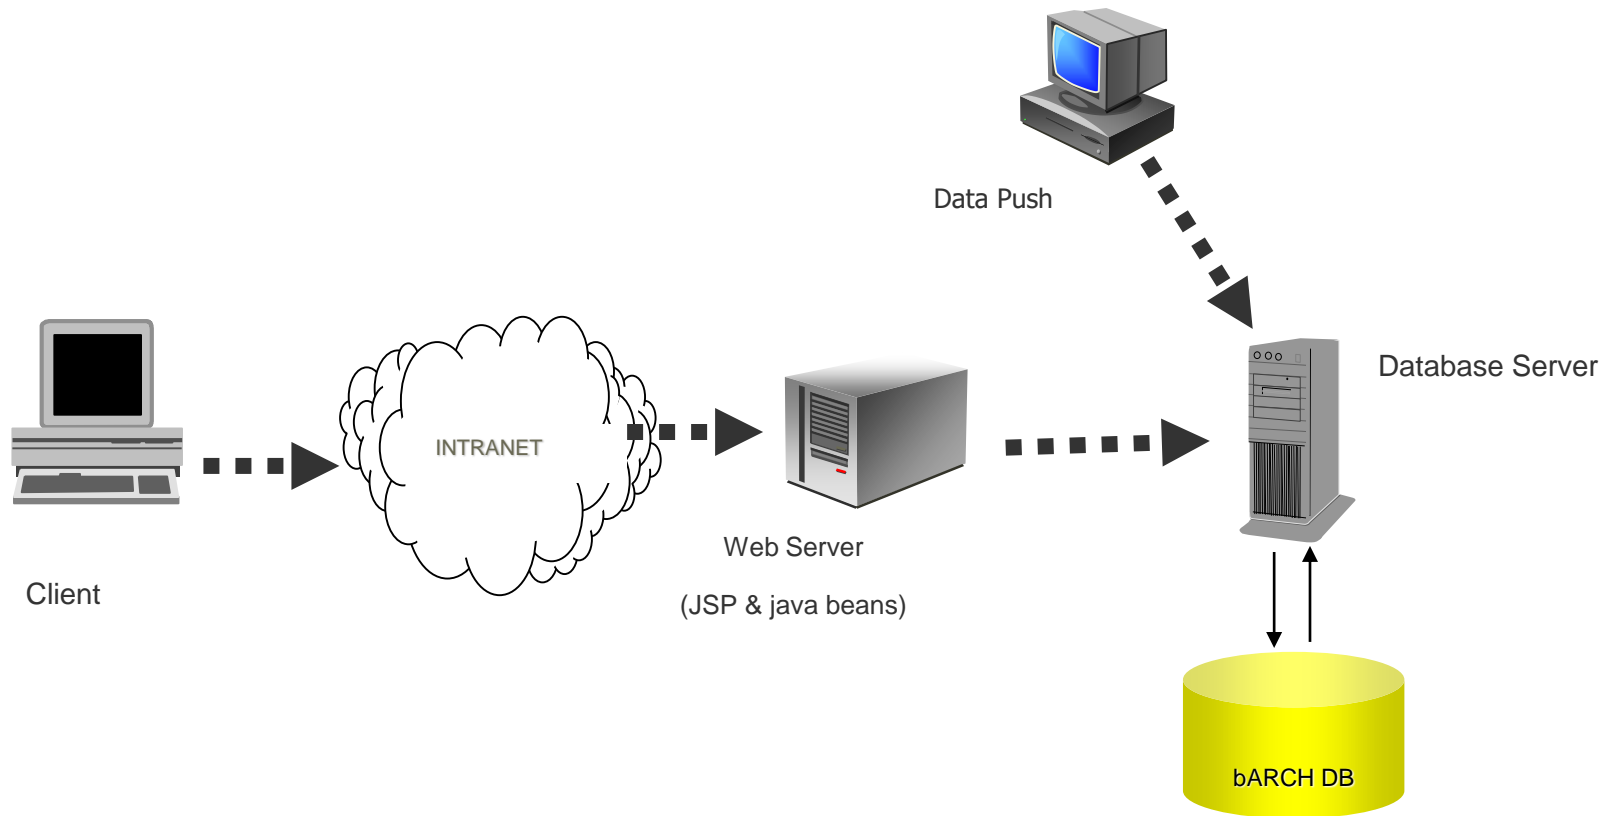 Data Push
Database Server
INTRANET
Web Server
(JSP & java beans)
Client
bARCH DB